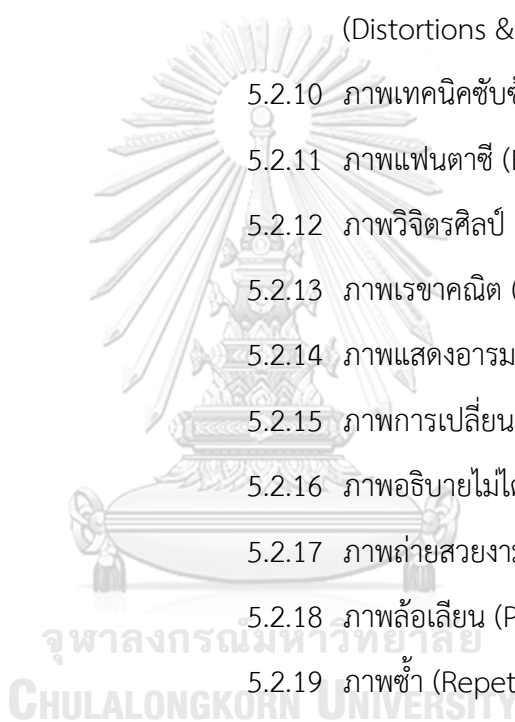 (Distortions &
5.2.10 ภาพเทคนิคซับ
5.2.11 ภาพแฟนตาซี
5.2.12 ภาพวิจิตรศิลป์
5.2.13 ภาพเรขาคณิต (
5.2.14 ภาพแสดงอารม
5.2.15 ภาพการเปลี่ยน
5.2.16 ภาพอธิบายไม่ได้
5.2.17 ภาพถ่ายสวยงาม
5.2.18 ภาพล้อเลียน (P
จุฬาลงกรณ์มหาวิทยาลัย
5.2.19 ภาพซ้ำ (Repet
CHULALONGKORN UNIVERSITY